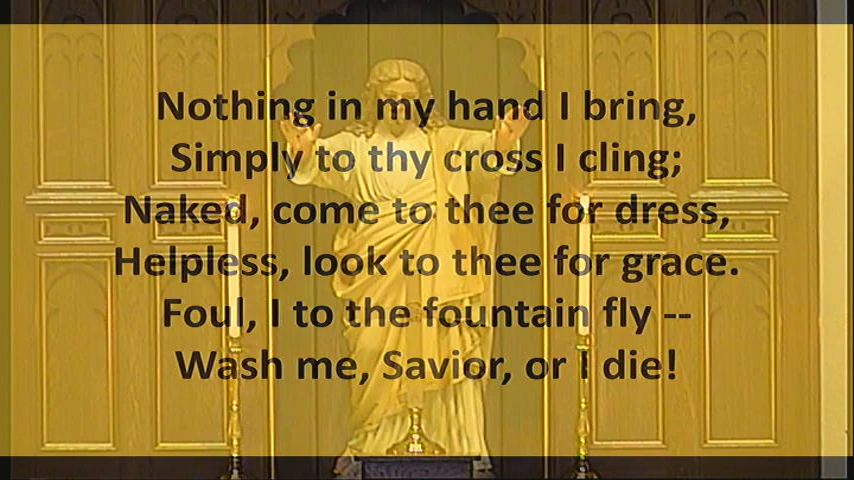 Nothing in my hand I bring,
Simply to thy cross I cling;
Naked, come to thee for dress,
Helpless, look to thee for grace.
Foul, I to the fountain fly --
Wash me, Savior, or I die!